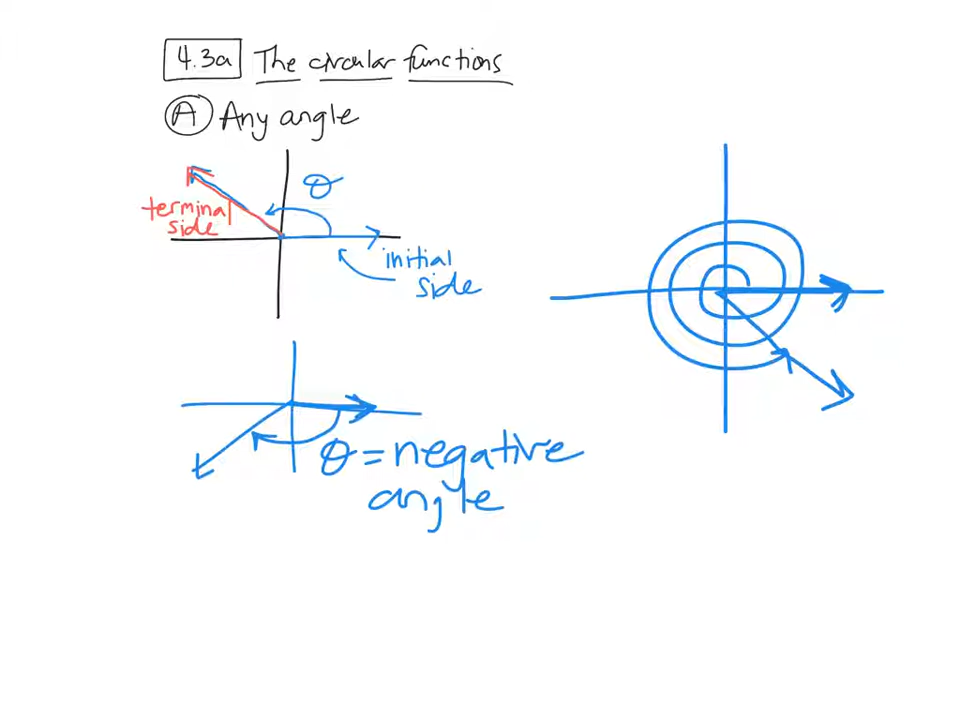 4.3a The circular functions
A Any angle
θ
terminal
side
initial
side
θ = negative
angle